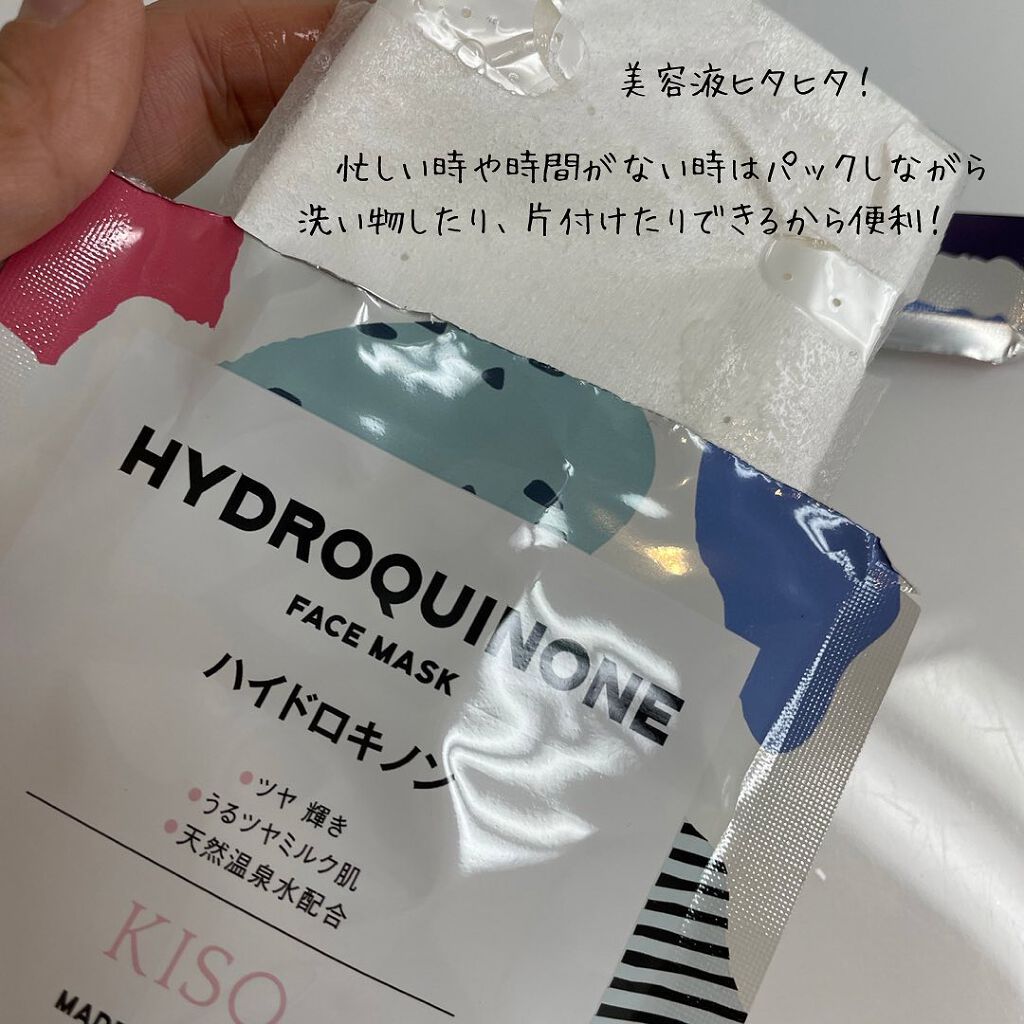 美容液ヒタヒタ!
忙しい時や時間がない時はパックしながら
洗い物したり、片付けたりできるから便利!
HYDROQUINONE
FACE MASK
ハイドロキノン
●ツヤ 輝き
●うるツヤミルク肌
●天然温泉水配合
KISO
MADE